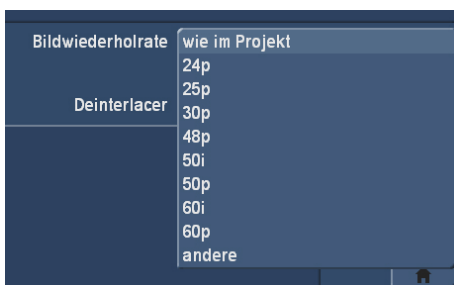 Bildwiederholrate wie im Projekt
24p
25p
Deinterlacer
30p
48p
50i
50p
60i
60p
andere